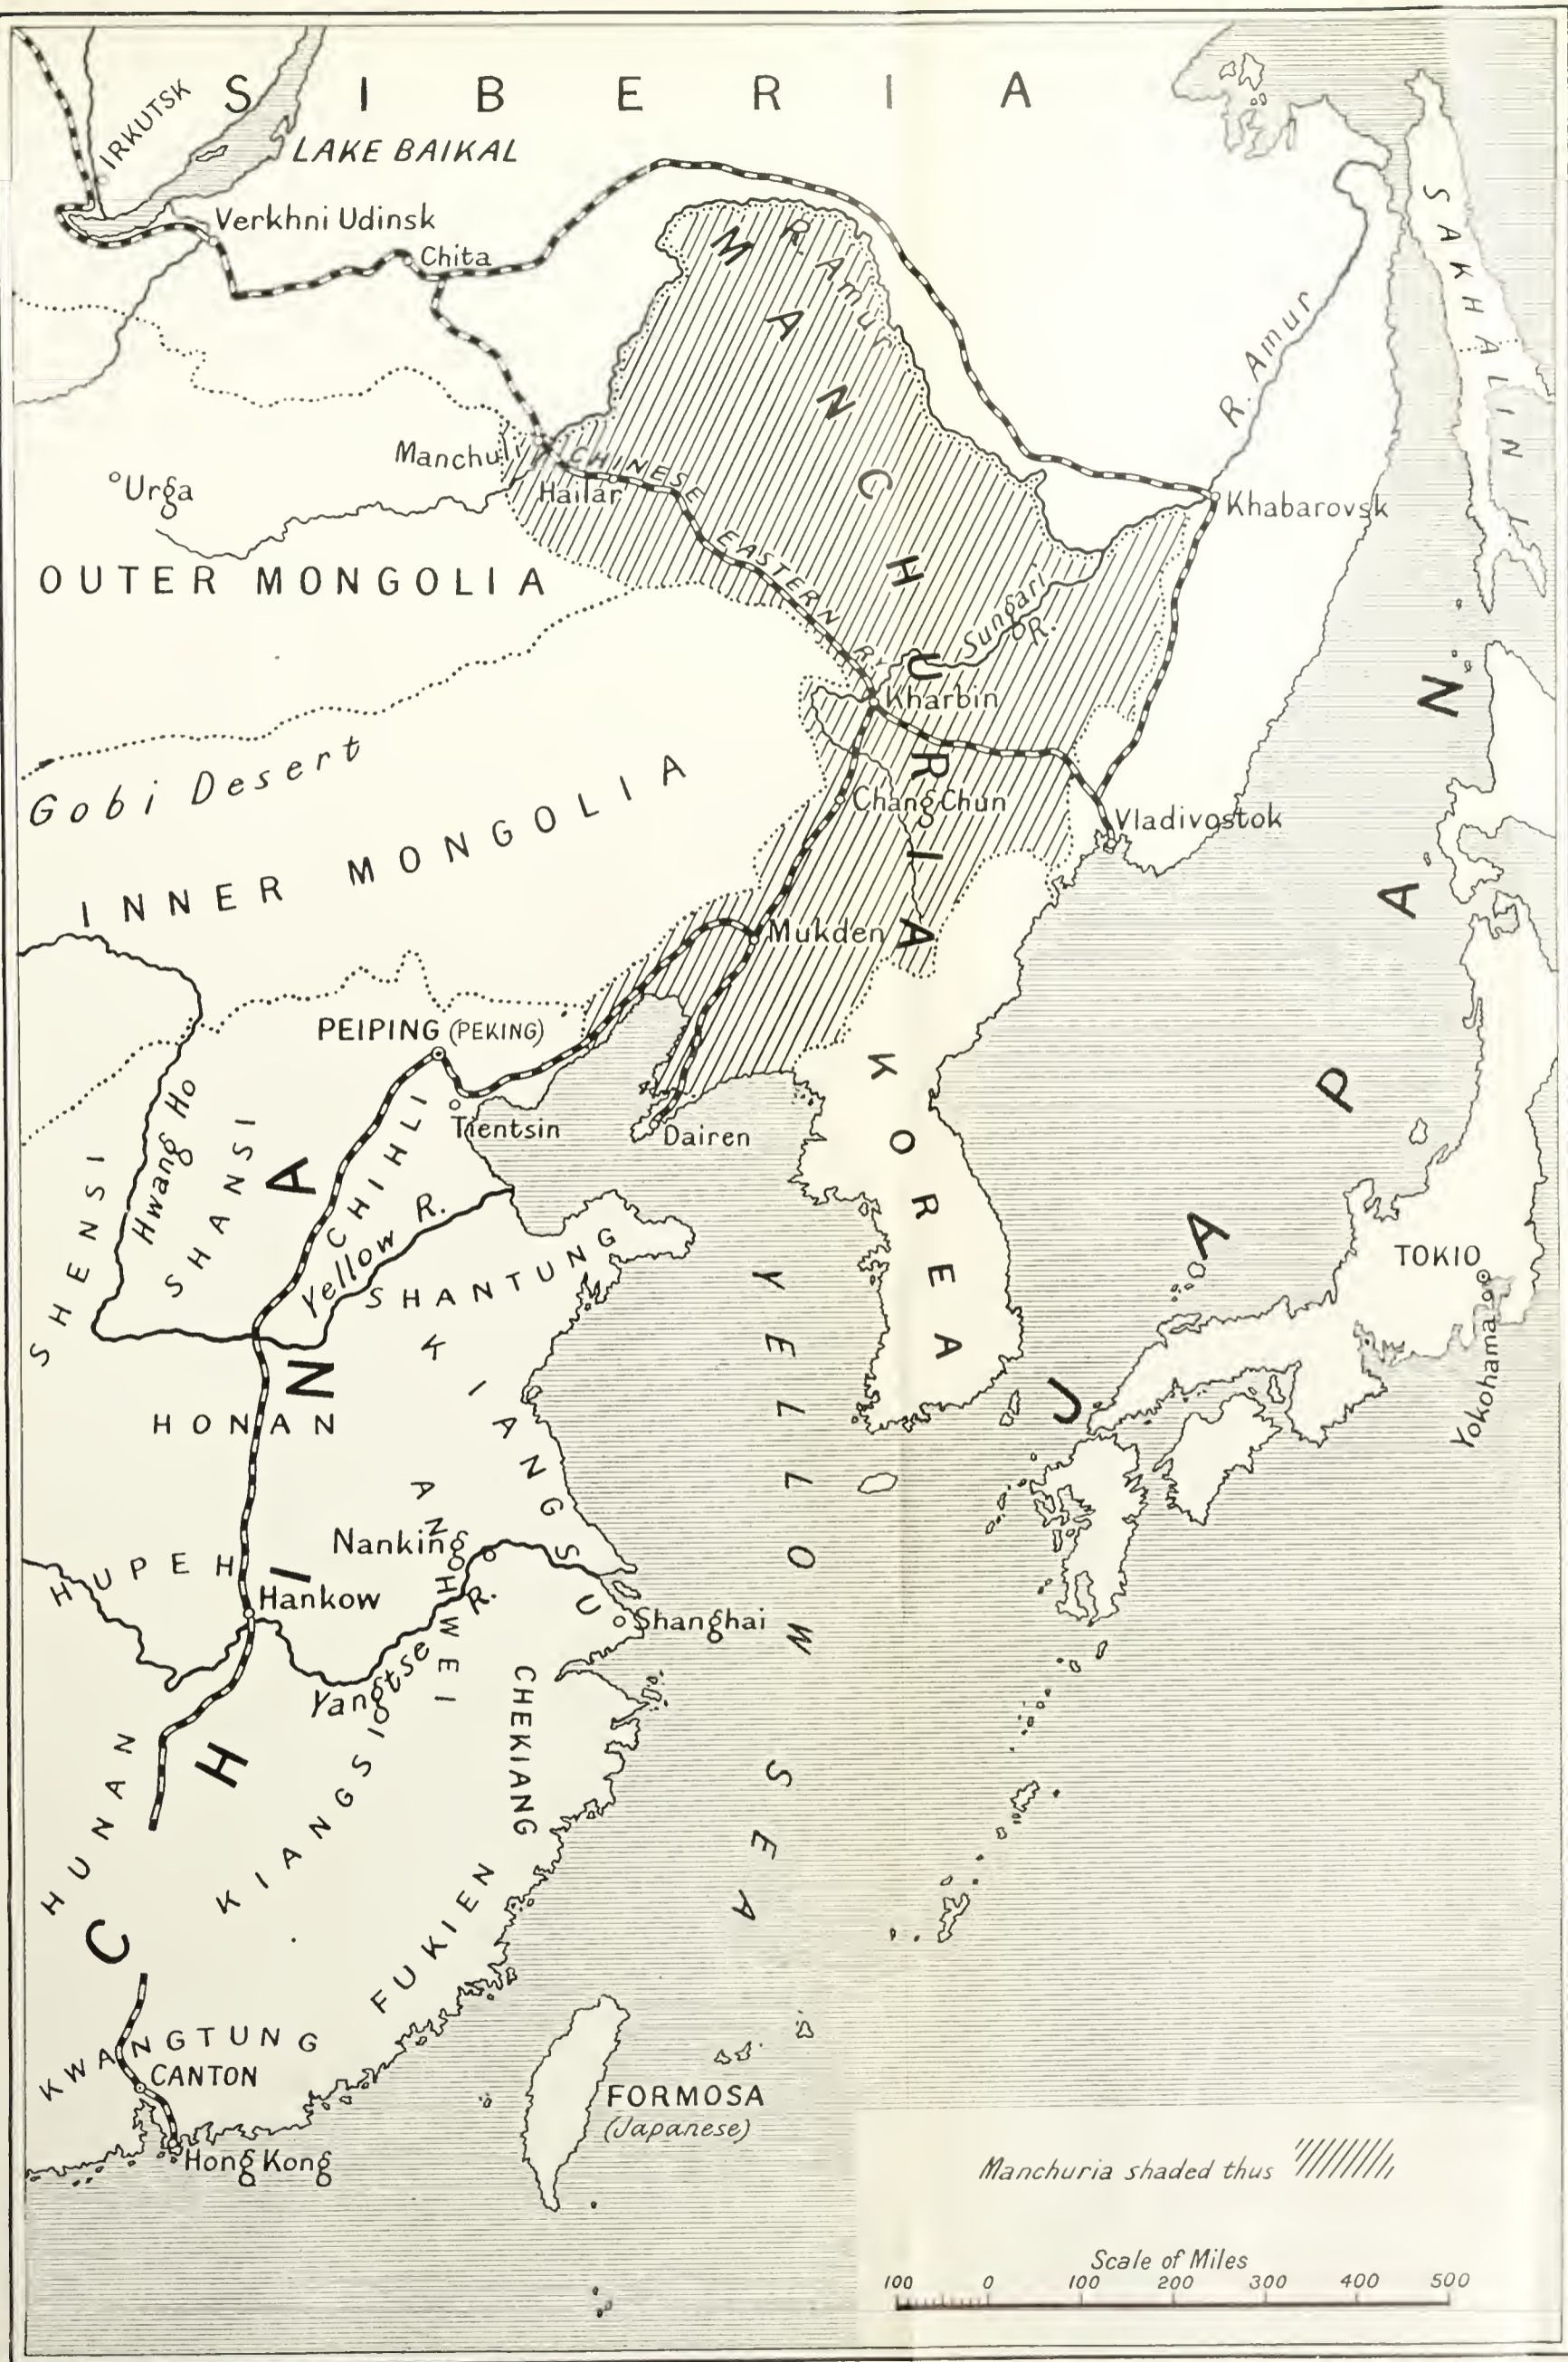 SIBERIA
IRKUTSK
LAKE BAIKAL
Verkhni Udinsk
Chita
MANCHURIA
R. Amur
R. Amur
SAKHALIN
Manchuli
CHINESE EASTERN RY.
Hailar
Urga
Khabarovsk
OUTER MONGOLIA
Sungari R.
Kharbin
Gobi Desert
INNER MONGOLIA
Chang Chun
Vladivostok
Mukden
JAPAN
PEIPING (PEKING)
Tientsin
Dairen
KOREA
CHINA
Hwang Ho
SHENSI
SHANSI
CHIHLI
Yellow R.
SHANTUNG
TOKIO
Yokohama
YELLOW SEA
KIANGSU
HONAN
ANHWEI
Nanking
HUPEH
Hankow
Shanghai
Yangtse R.
CHEKIANG
HUNAN
KIANGSI
FUKIEN
KWANGTUNG
CANTON
Hong Kong
FORMOSA
(Japanese)
Manchuria shaded thus
Scale of Miles
100 0 100 200 300 400 500